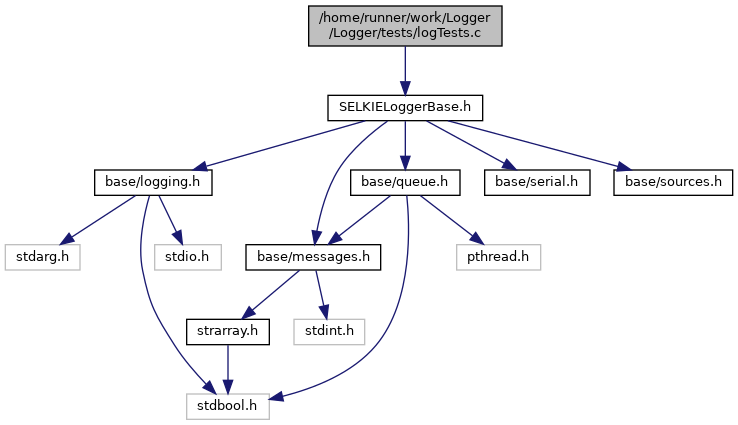 /home/runner/work/Logger
/Logger/tests/logTests.c
SELKIELoggerBase.h
base/logging.h
base/queue.h
base/serial.h
base/sources.h
stdarg.h
stdio.h
base/messages.h
pthread.h
strarray.h
stdint.h
stdbool.h